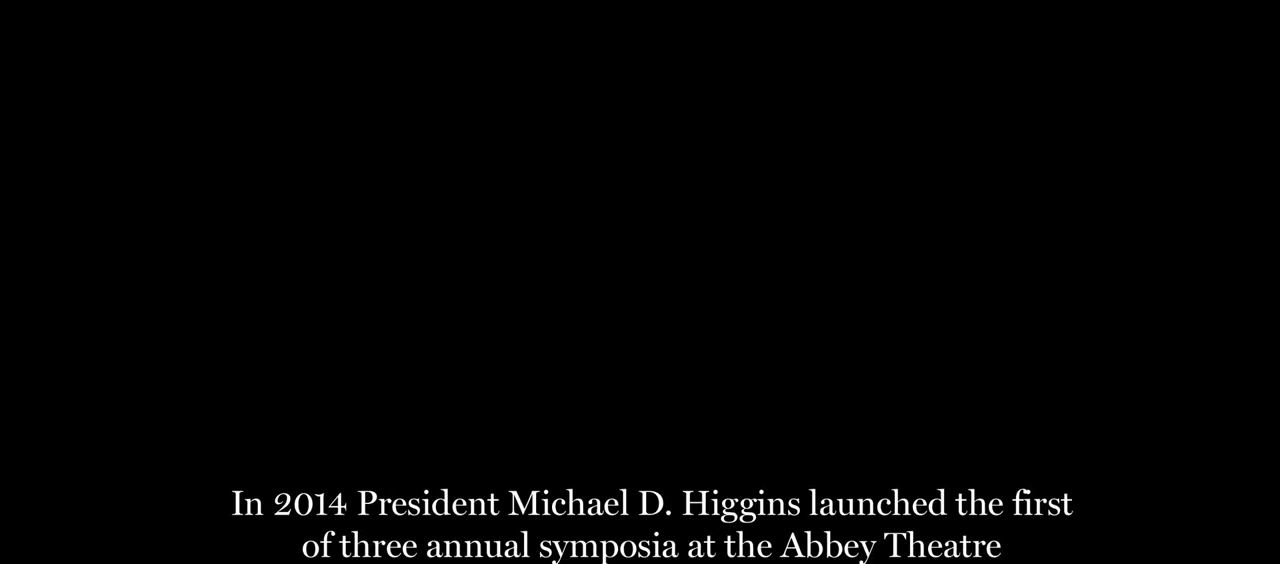 In 2014 President Michael D. Higgins launched the first
of three annual symposia at the Abbey Theatre